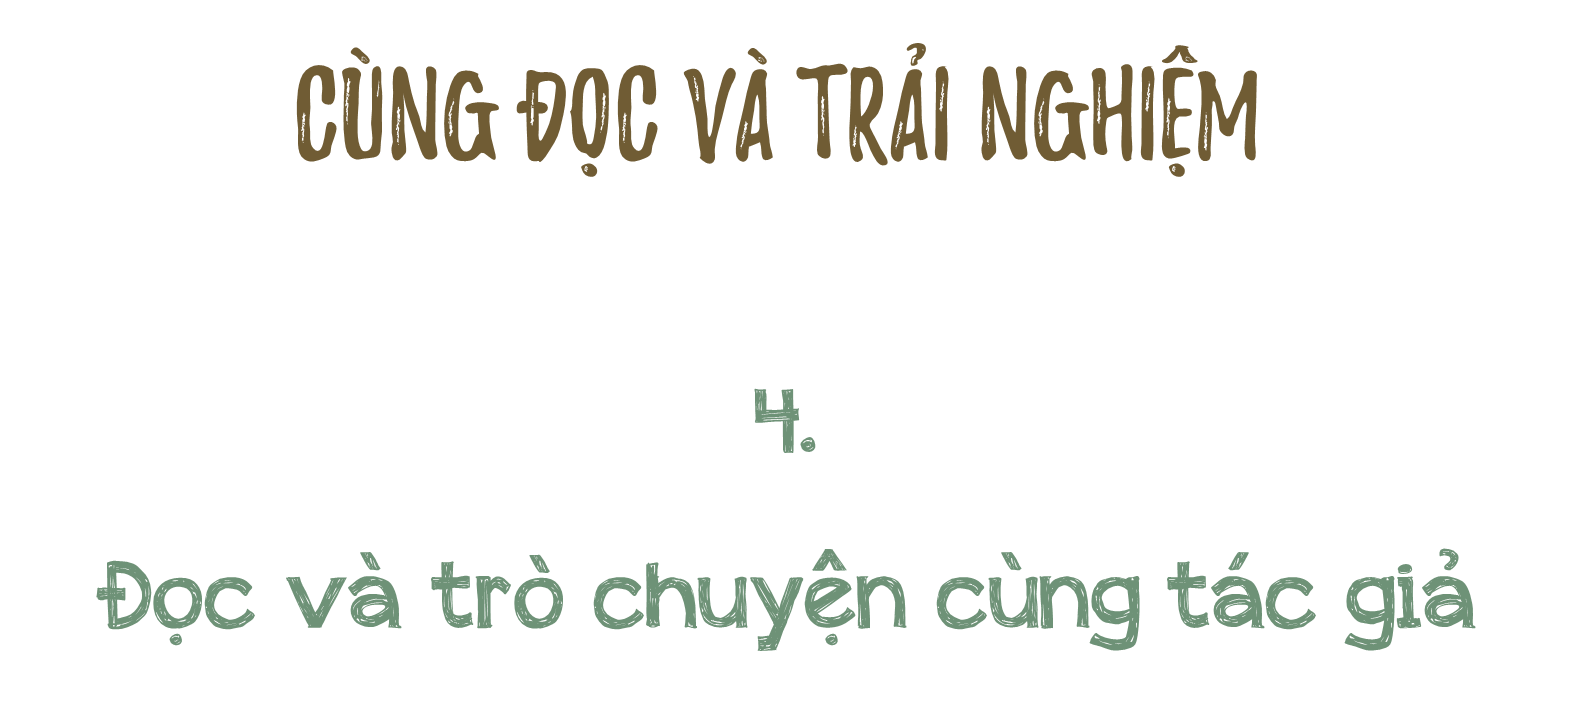 CÙNG ĐỌC VÀ TRẢI NGHIỆM
4.
Đọc và trò chuyện cùng tác giả